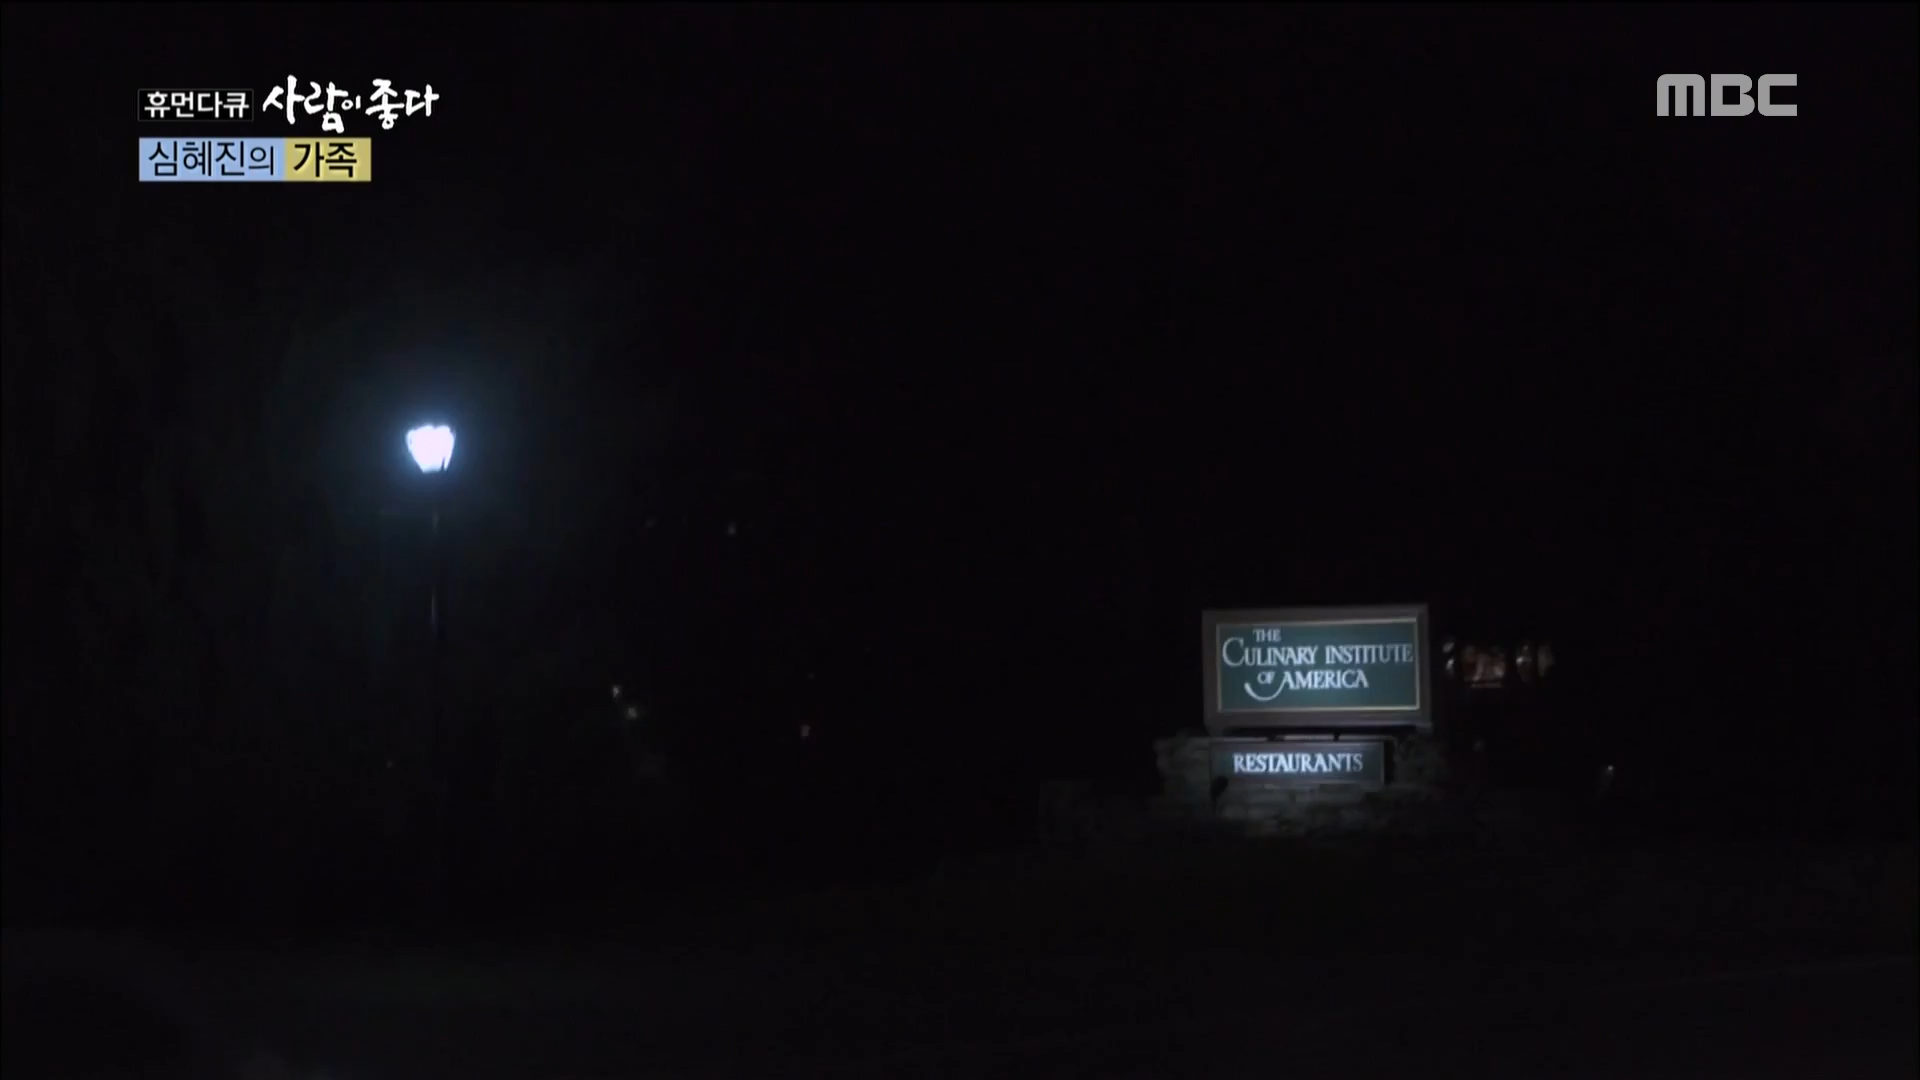 휴먼다큐 사람이 좋다
MBC
심혜진의 가족
THE
CULINARY INSTITUTE
OF AMERICA
RESTAURANTS